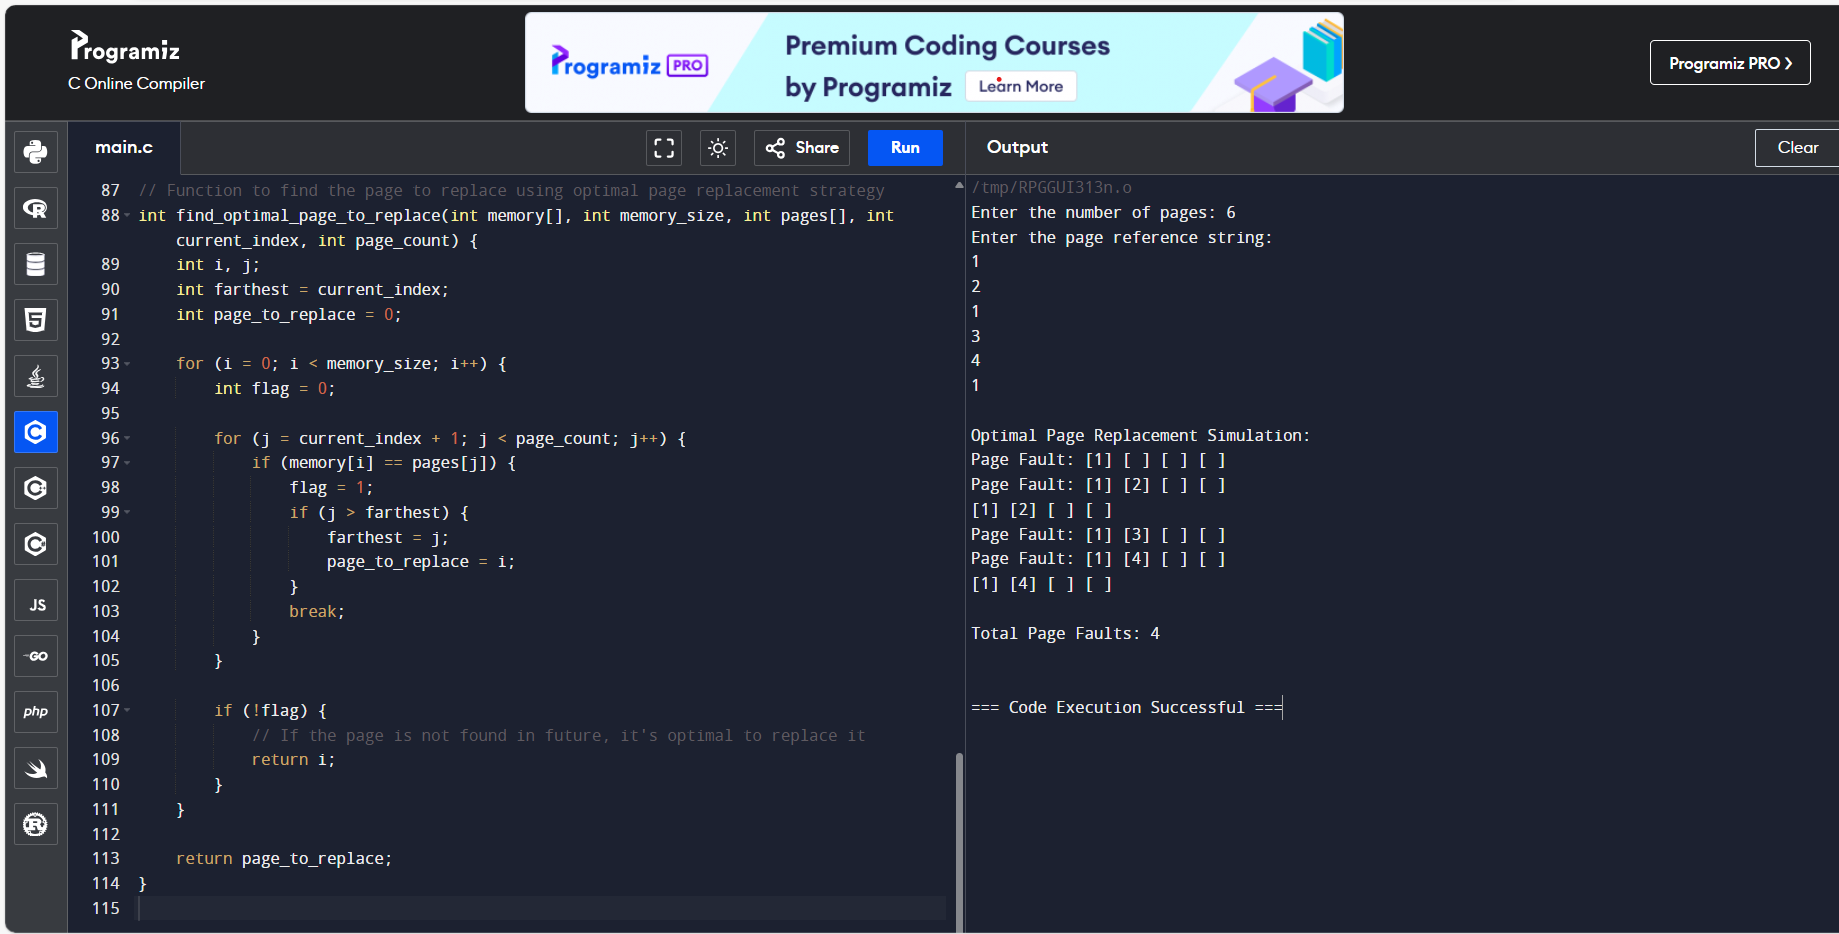 Programiz
C Online Compiler
Programiz PRO
Premium Coding Courses
by Programiz
Learn More
Programiz PRO ❯
main.c
Share
Run
Output
Clear
JS
GO
php
87 // Function to find the page to replace using optimal page replacement strategy
88 int find_optimal_page_to_replace(int memory[], int memory_size, int pages[], int
current_index, int page_count) {
89 int i, j;
90 int farthest = current_index;
91 int page_to_replace = 0;
92
93 for (i = 0; i < memory_size; i++) {
94 int flag = 0;
95
96 for (j = current_index + 1; j < page_count; j++) {
97 if (memory[i] == pages[j]) {
98 flag = 1;
99 if (j > farthest) {
100 farthest = j;
101 page_to_replace = i;
102 }
103 break;
104 }
105 }
106
107 if (!flag) {
108 // If the page is not found in future, it's optimal to replace it
109 return i;
110 }
111 }
112
113 return page_to_replace;
114 }
115
/tmp/RPGGUI313n.o
Enter the number of pages: 6
Enter the page reference string:
1
2
1
3
4
1
Optimal Page Replacement Simulation:
Page Fault: [1] [ ] [ ] [ ]
Page Fault: [1] [2] [ ] [ ]
[1] [2] [ ] [ ]
Page Fault: [1] [3] [ ] [ ]
Page Fault: [1] [4] [ ] [ ]
[1] [4] [ ] [ ]
Total Page Faults: 4
=== Code Execution Successful ===